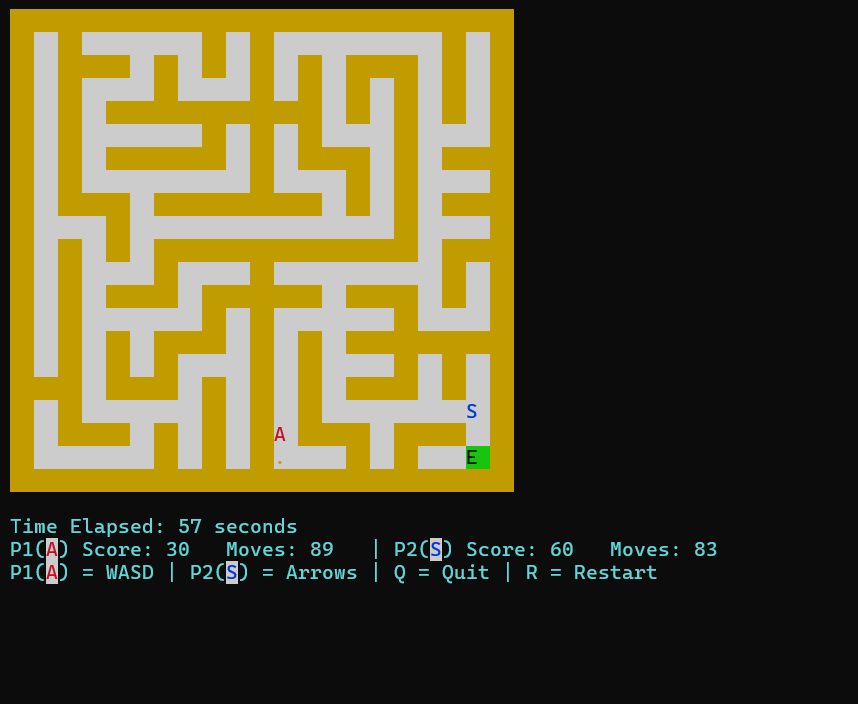 S
A
E
Time Elapsed: 57 seconds
P1(A) Score: 30   Moves: 89   | P2(S) Score: 60   Moves: 83
P1(A) = WASD | P2(S) = Arrows | Q = Quit | R = Restart